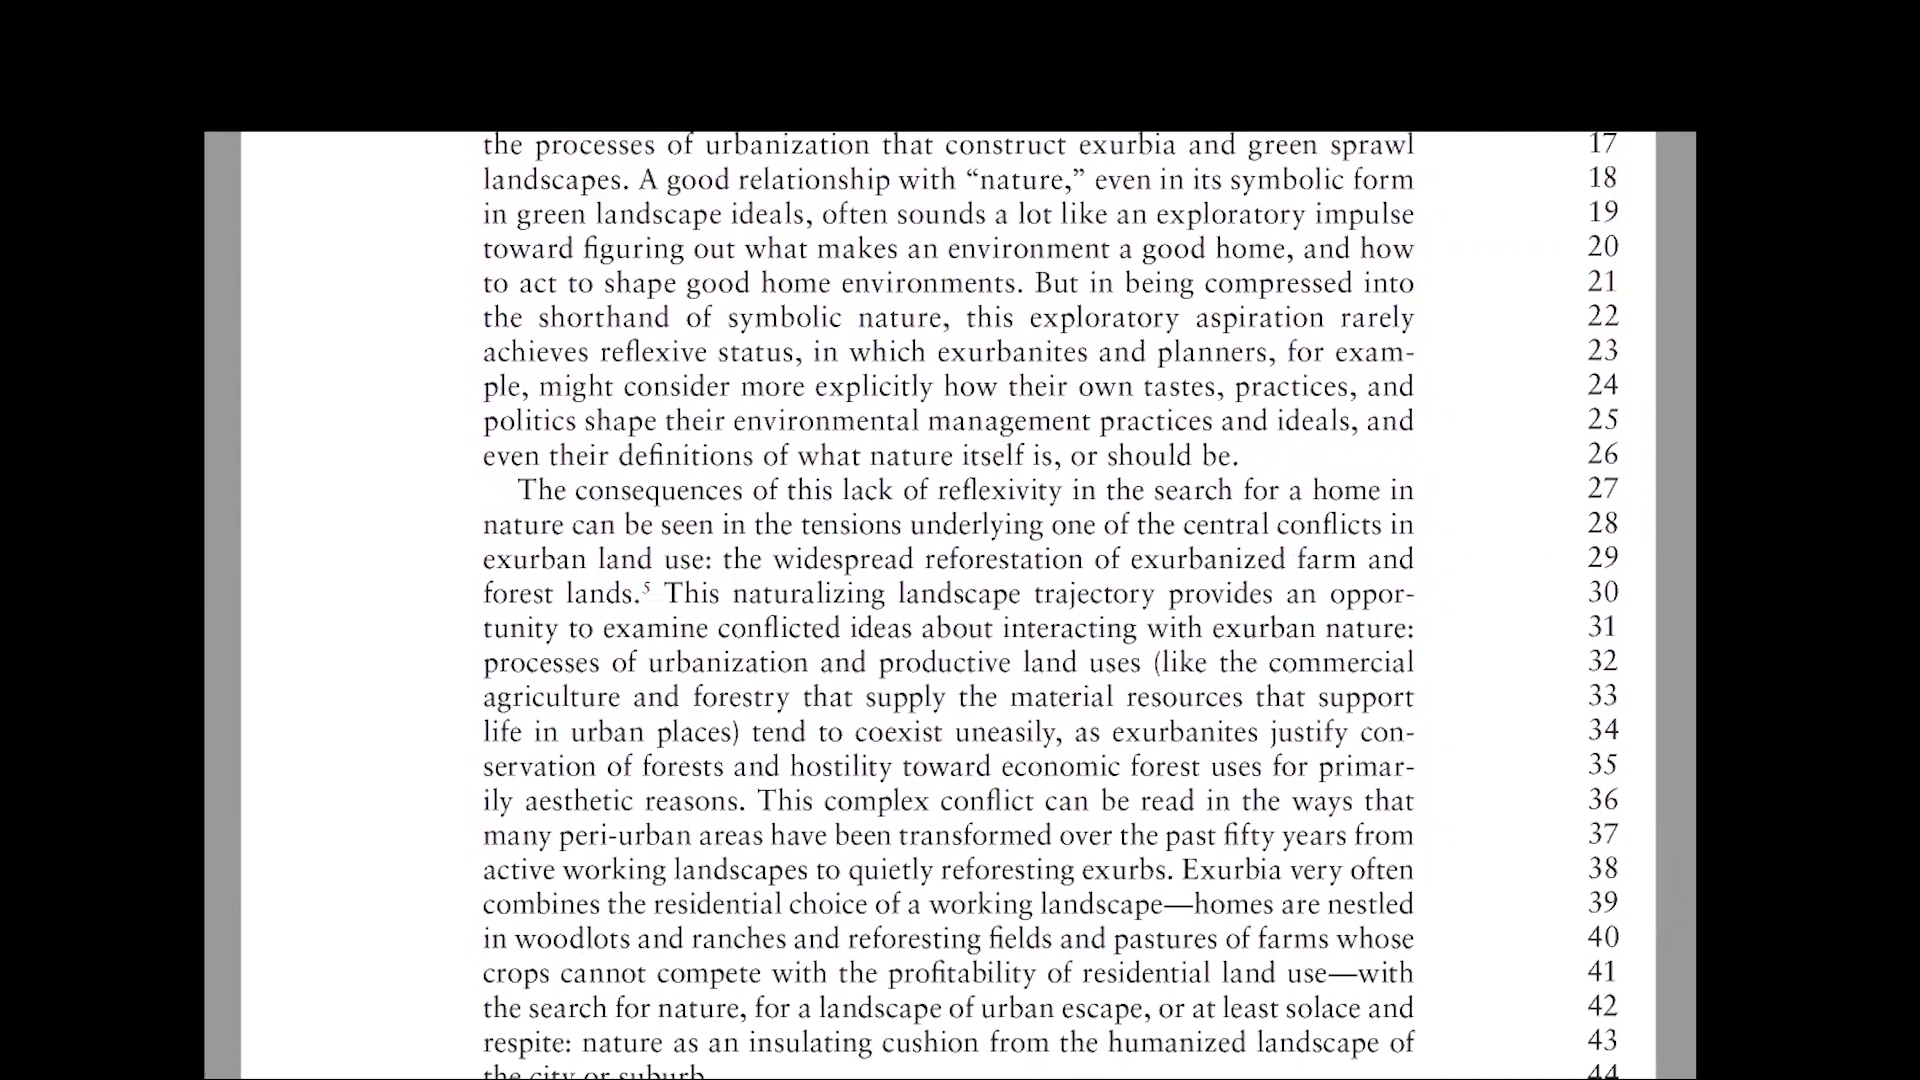 the processes of urbanization that construct exurbia and green sprawl 17
landscapes. A good relationship with “nature,” even in its symbolic form 18
in green landscape ideals, often sounds a lot like an exploratory impulse 19
toward figuring out what makes an environment a good home, and how 20
to act to shape good home environments. But in being compressed into 21
the shorthand of symbolic nature, this exploratory aspiration rarely 22
achieves reflexive status, in which exurbanites and planners, for exam- 23
ple, might consider more explicitly how their own tastes, practices, and 24
politics shape their environmental management practices and ideals, and 25
even their definitions of what nature itself is, or should be. 26
The consequences of this lack of reflexivity in the search for a home in 27
nature can be seen in the tensions underlying one of the central conflicts in 28
exurban land use: the widespread reforestation of exurbanized farm and 29
forest lands.⁵ This naturalizing landscape trajectory provides an oppor- 30
tunity to examine conflicted ideas about interacting with exurban nature: 31
processes of urbanization and productive land uses (like the commercial 32
agriculture and forestry that supply the material resources that support 33
life in urban places) tend to coexist uneasily, as exurbanites justify con- 34
servation of forests and hostility toward economic forest uses for primar- 35
ily aesthetic reasons. This complex conflict can be read in the ways that 36
many peri-urban areas have been transformed over the past fifty years from 37
active working landscapes to quietly reforesting exurbs. Exurbia very often 38
combines the residential choice of a working landscape—homes are nestled 39
in woodlots and ranches and reforesting fields and pastures of farms whose 40
crops cannot compete with the profitability of residential land use—with 41
the search for nature, for a landscape of urban escape, or at least solace and 42
respite: nature as an insulating cushion from the humanized landscape of 43
the city or suburb. 44